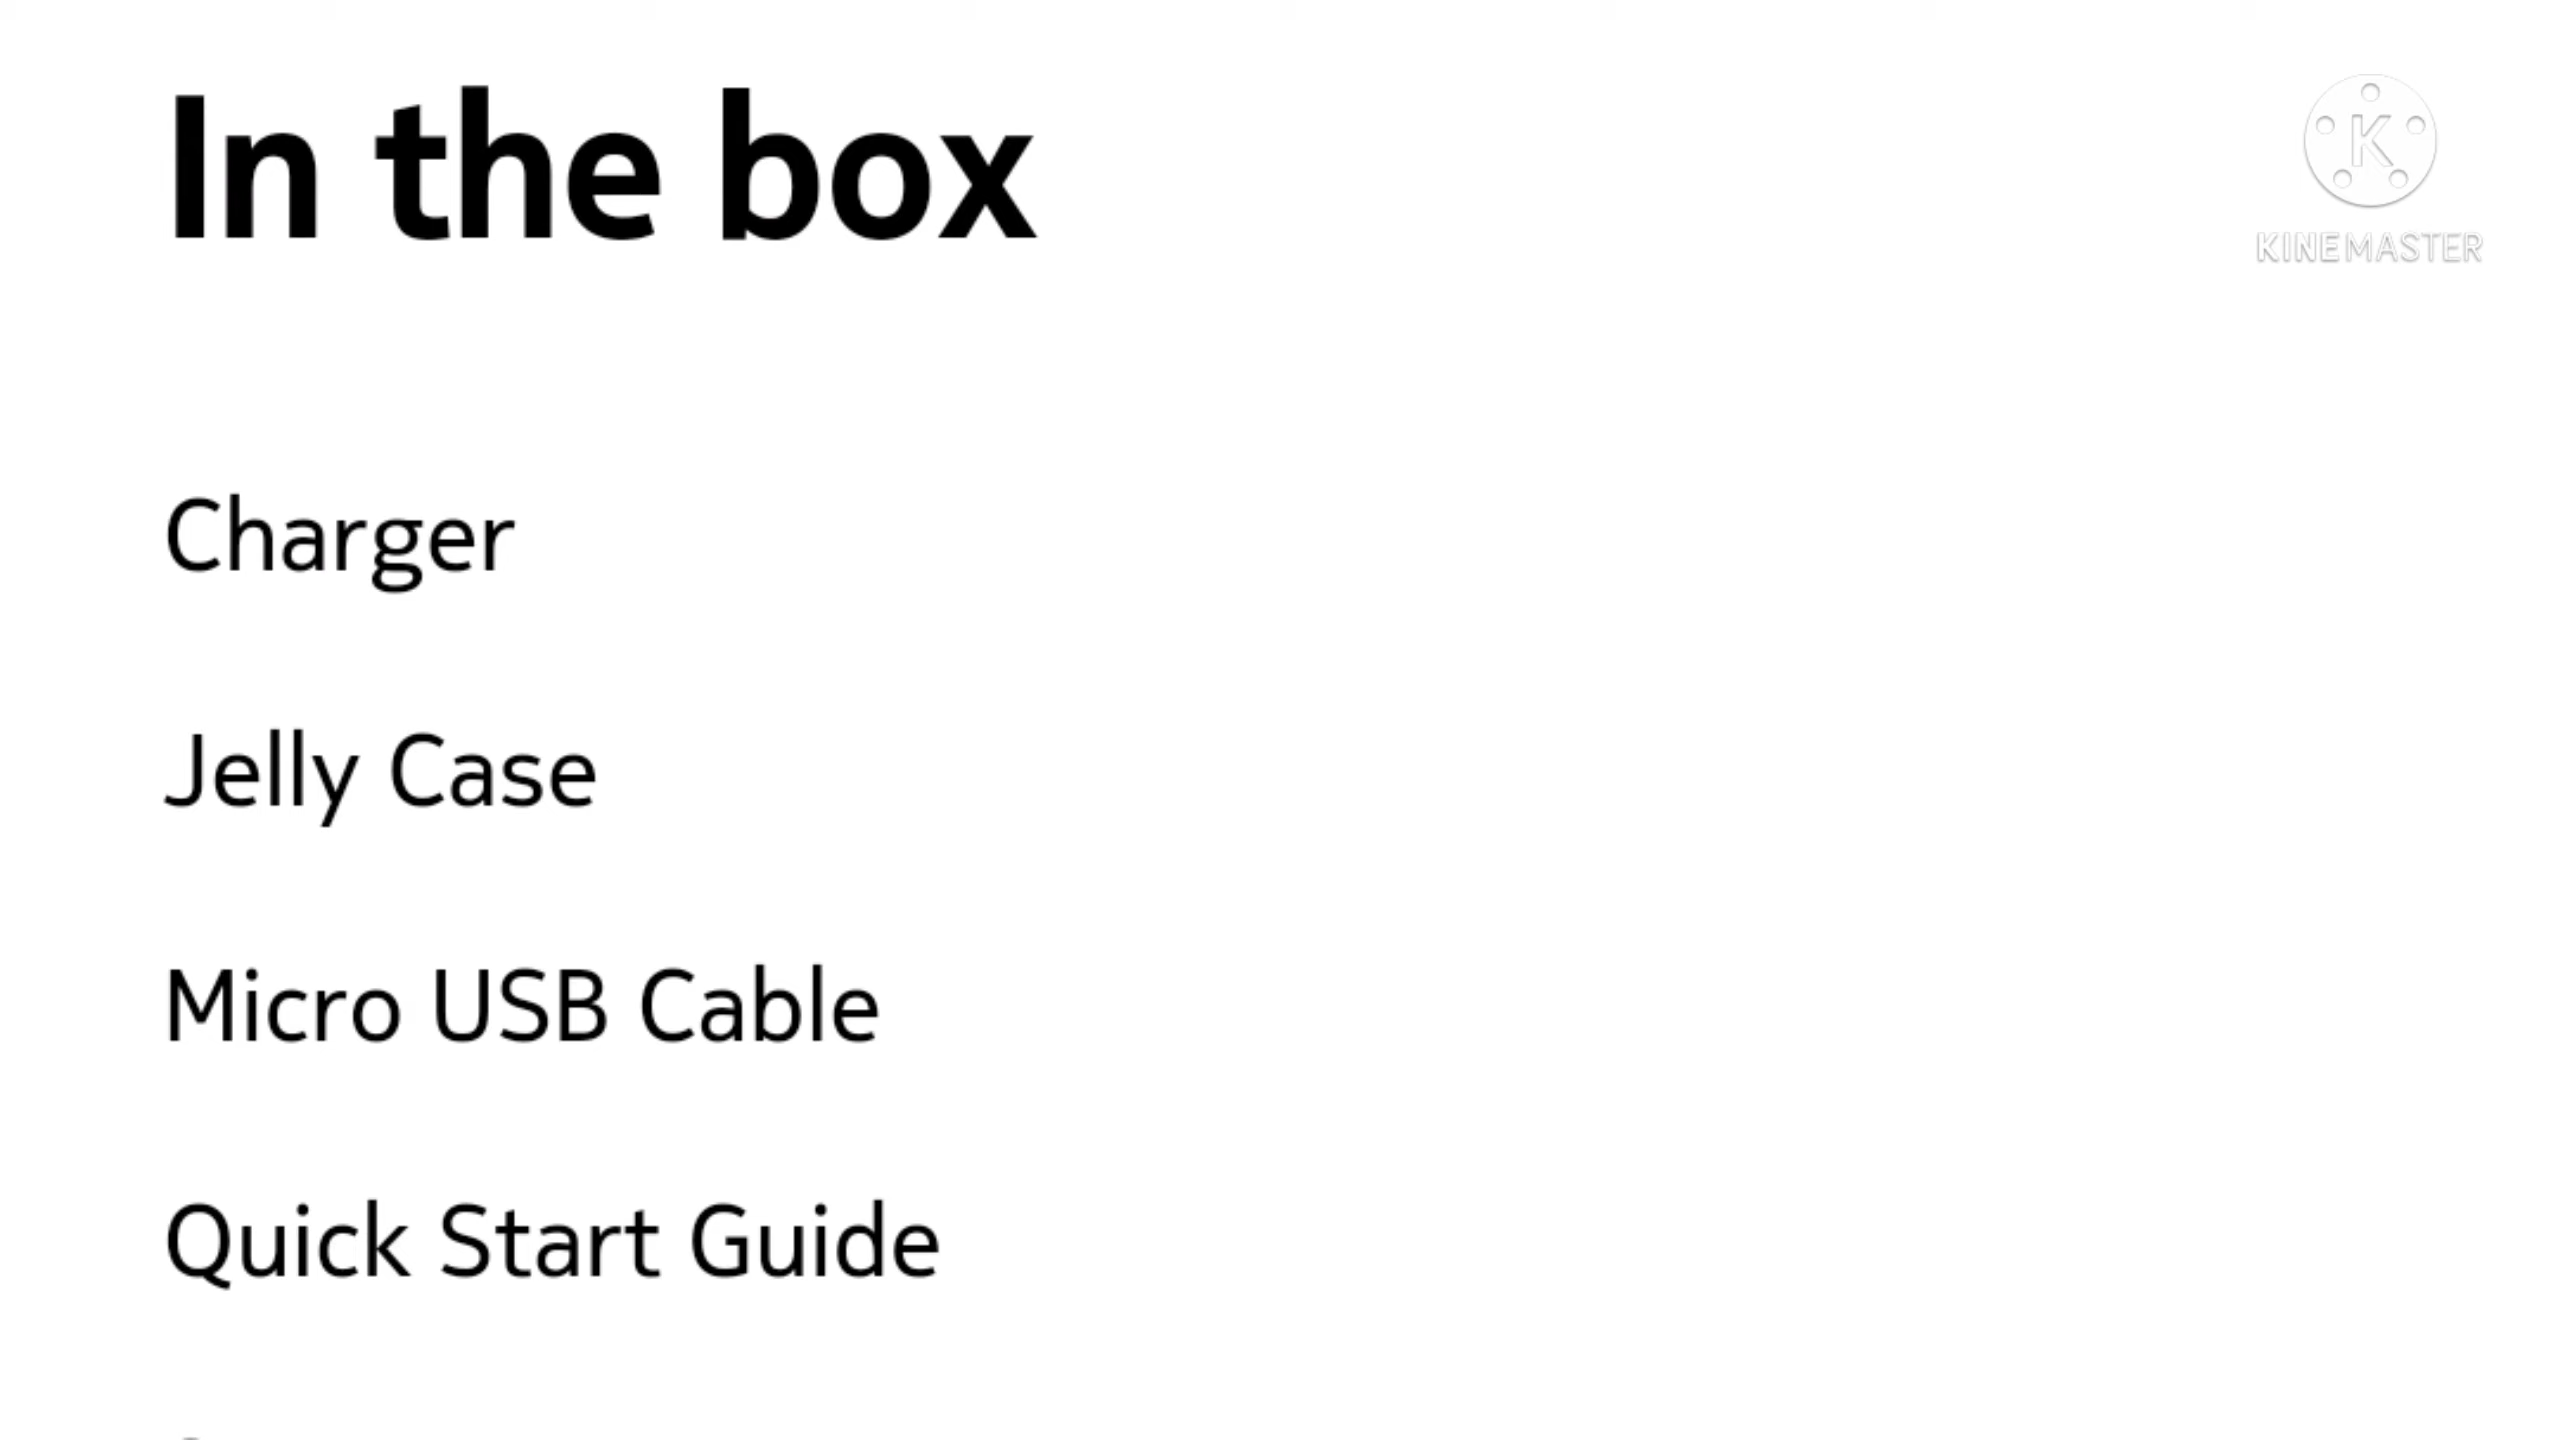 In the box
K
KINEMASTER
Charger
Jelly Case
Micro USB Cable
Quick Start Guide